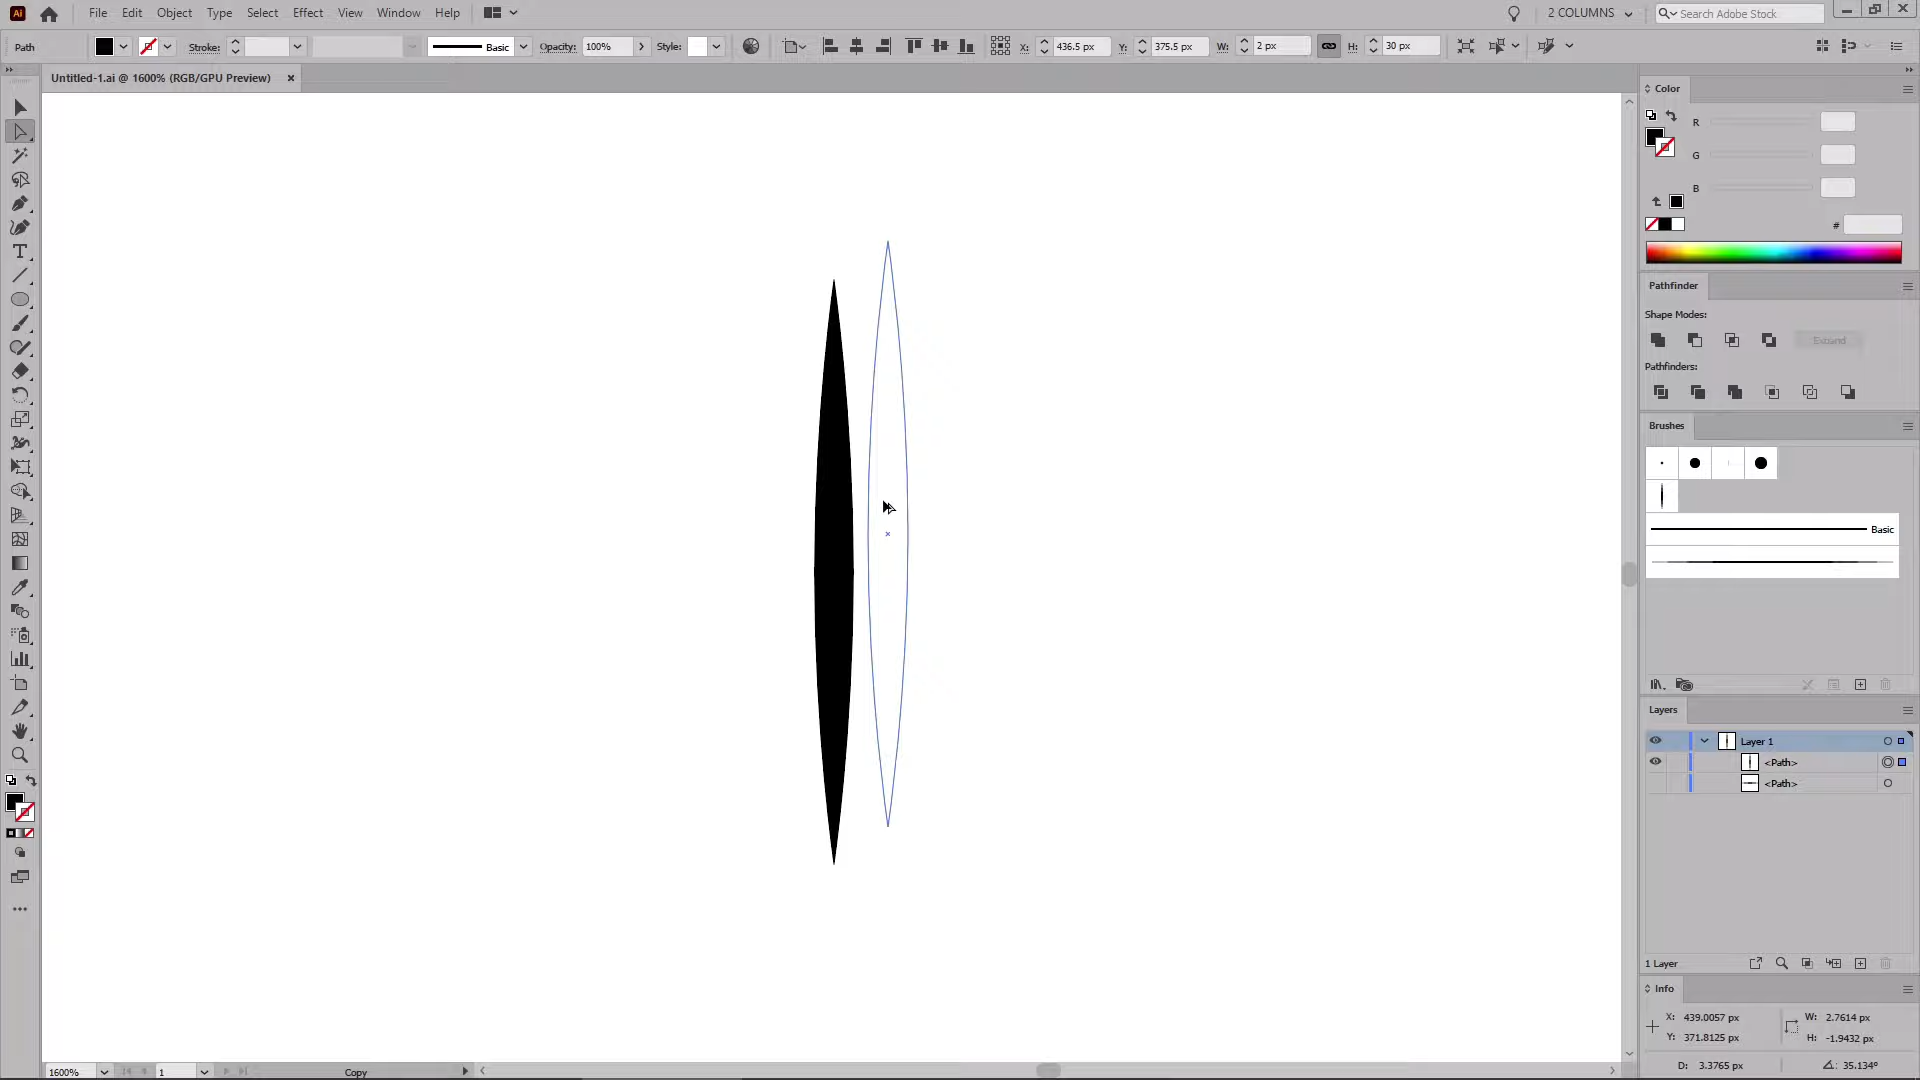 Ai File Edit Object Type Select Effect View Window Help 2 COLUMNS Search Adobe Stock
Path Stroke: Basic Opacity: 100% Style: X: 436.5 px Y: 375.5 px W: 2 px H: 30 px
Untitled-1.ai @ 1600% (RGB/GPU Preview) ×
Color
R
G
B
#
Pathfinder
Shape Modes:
Expand
Pathfinders:
Brushes
Basic
Layers
Layer 1
<Path>
<Path>
1 Layer
Info
X: 439.0057 px W: 2.7614 px
Y: 371.8125 px H: -1.9432 px
D: 3.3765 px 35.134°
1600% 1 Copy